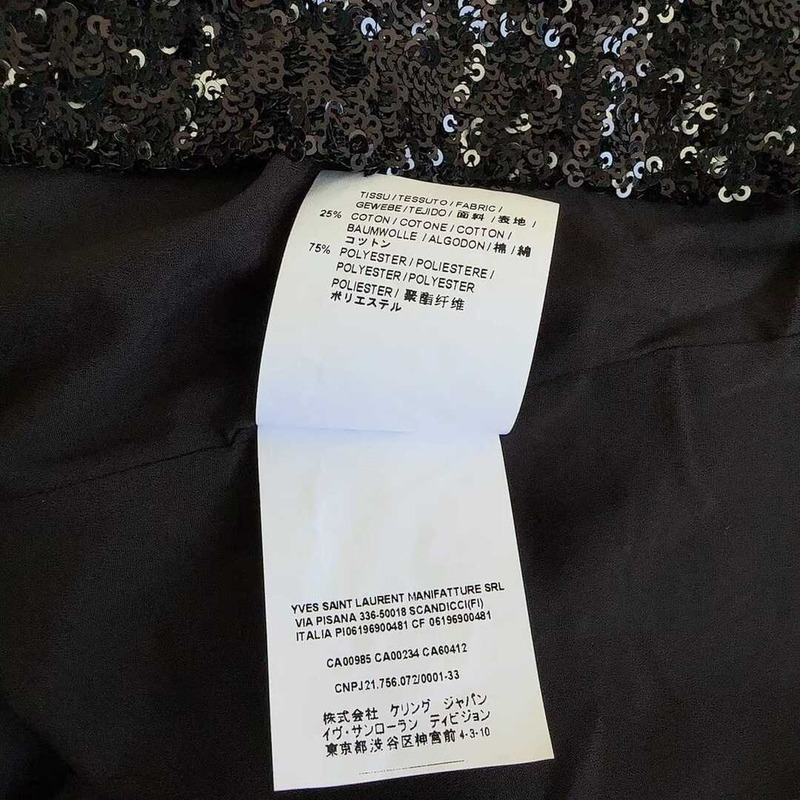 TISSU / TESSUTO / FABRIC /
GEWEBE / TEJIDO / 面料 / 表地 /
25% COTON / COTONE / COTTON /
BAUMWOLLE / ALGODON / 棉 / 綿
コットン
75% POLYESTER / POLIESTERE /
POLYESTER / POLYESTER
POLIESTER / 聚酯纤维
ポリエステル
YVES SAINT LAURENT MANIFATTURE SRL
VIA PISANA 336-50018 SCANDICCI(FI)
ITALIA PI06196900481 CF 06196900481
CA00985 CA00234 CA60412
CNPJ21.756.072/0001-33
株式会社 ケリング ジャパン
イヴ・サンローラン ディビジョン
東京都渋谷区神宮前 4-3-10